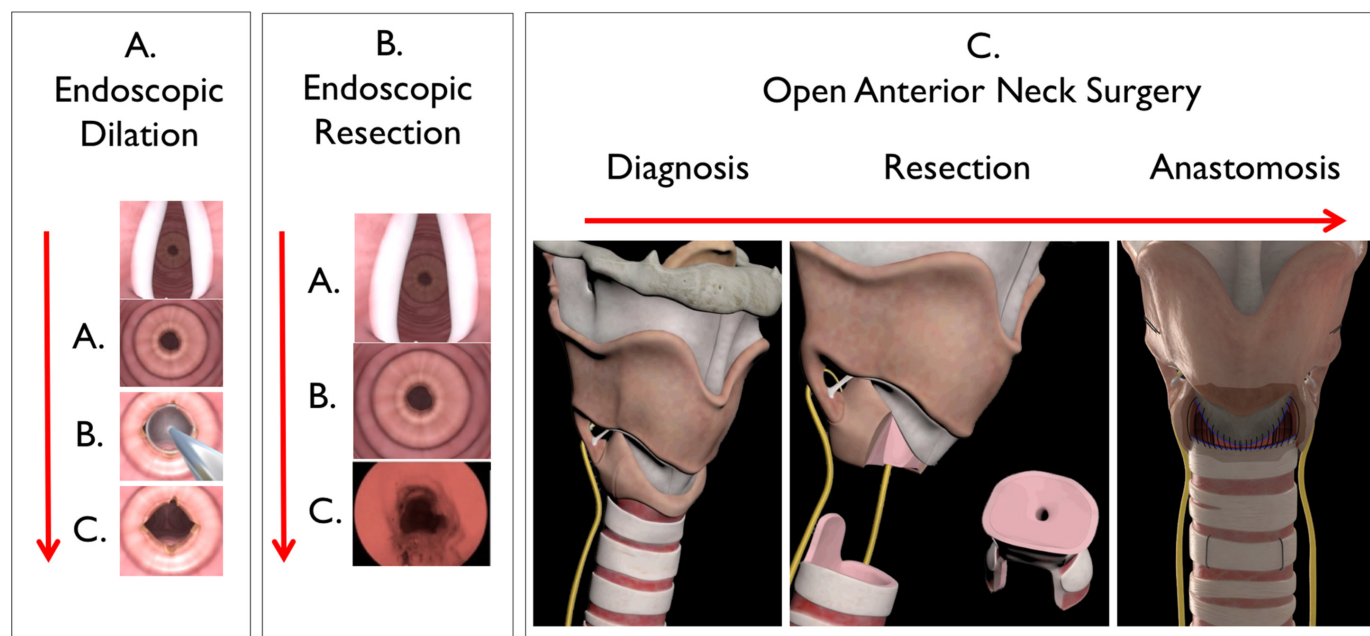 A.
Endoscopic
Dilation
A.
B.
C.
B.
Endoscopic
Resection
A.
B.
C.
C.
Open Anterior Neck Surgery
Diagnosis
Resection
Anastomosis